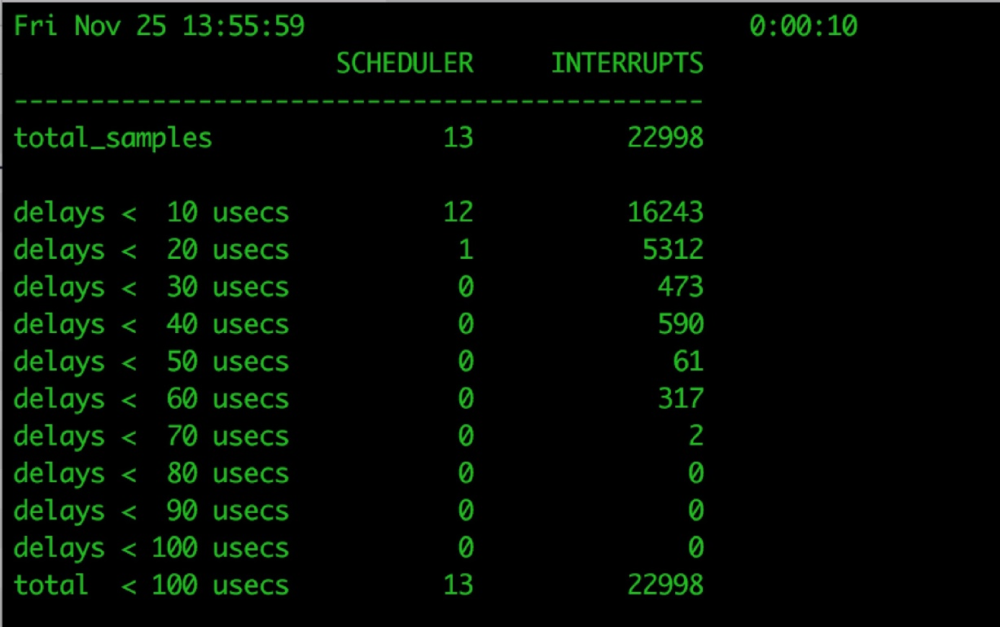 Fri Nov 25 13:55:59                             0:00:10
                     SCHEDULER     INTERRUPTS
---------------------------------------------
total_samples               13          22998
delays <  10 usecs          12          16243
delays <  20 usecs           1           5312
delays <  30 usecs           0            473
delays <  40 usecs           0            590
delays <  50 usecs           0             61
delays <  60 usecs           0            317
delays <  70 usecs           0              2
delays <  80 usecs           0              0
delays <  90 usecs           0              0
delays < 100 usecs           0              0
total  < 100 usecs          13          22998